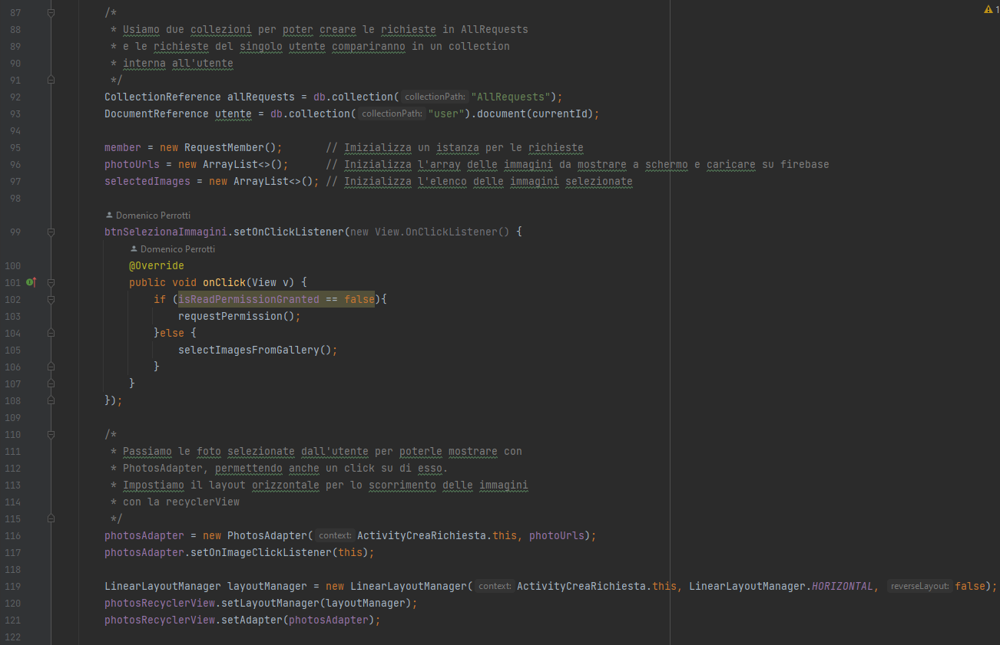 87 /*
88 * Usiamo due collezioni per poter creare le richieste in AllRequests
89 * e le richieste del singolo utente compariranno in un collection
90 * interna all'utente
91 */
92 CollectionReference allRequests = db.collection( collectionPath: "AllRequests");
93 DocumentReference utente = db.collection( collectionPath: "user").document(currentId);
94
95 member = new RequestMember();       // Imizializza un istanza per le richieste
96 photoUrls = new ArrayList<>();      // Inizializza l'array delle immagini da mostrare a schermo e caricare su firebase
97 selectedImages = new ArrayList<>(); // Inizializza l'elenco delle immagini selezionate
98
Domenico Perrotti
99 btnSelezionaImmagini.setOnClickListener(new View.OnClickListener() {
Domenico Perrotti
100 @Override
101 public void onClick(View v) {
102 if (isReadPermissionGranted == false){
103 requestPermission();
104 }else {
105 selectImagesFromGallery();
106 }
107 }
108 });
109
110 /*
111 * Passiamo le foto selezionate dall'utente per poterle mostrare con
112 * PhotosAdapter, permettendo anche un click su di esso.
113 * Impostiamo il layout orizzontale per lo scorrimento delle immagini
114 * con la recyclerView
115 */
116 photosAdapter = new PhotosAdapter( context: ActivityCreaRichiesta.this, photoUrls);
117 photosAdapter.setOnImageClickListener(this);
118
119 LinearLayoutManager layoutManager = new LinearLayoutManager( context: ActivityCreaRichiesta.this, LinearLayoutManager.HORIZONTAL, reverseLayout: false);
120 photosRecyclerView.setLayoutManager(layoutManager);
121 photosRecyclerView.setAdapter(photosAdapter);
122
1